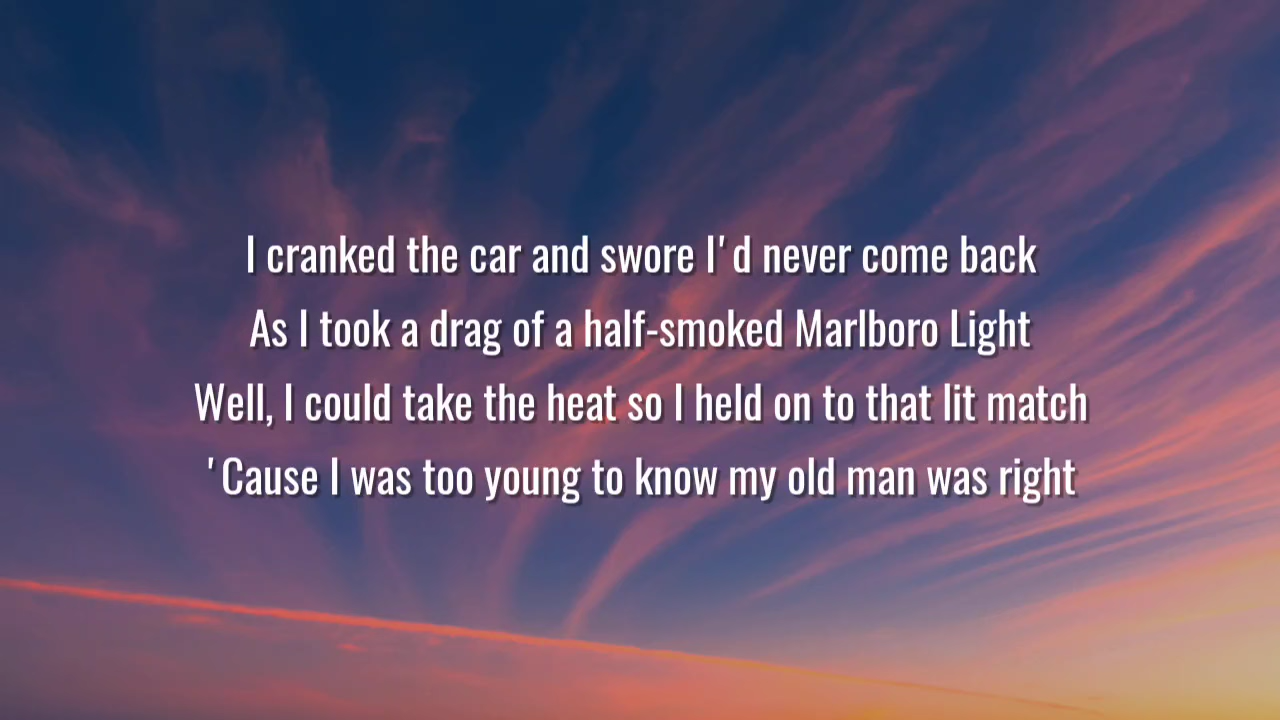 I cranked the car and swore I'd never come back
As I took a drag of a half-smoked Marlboro Light
Well, I could take the heat so I held on to that lit match
'Cause I was too young to know my old man was right